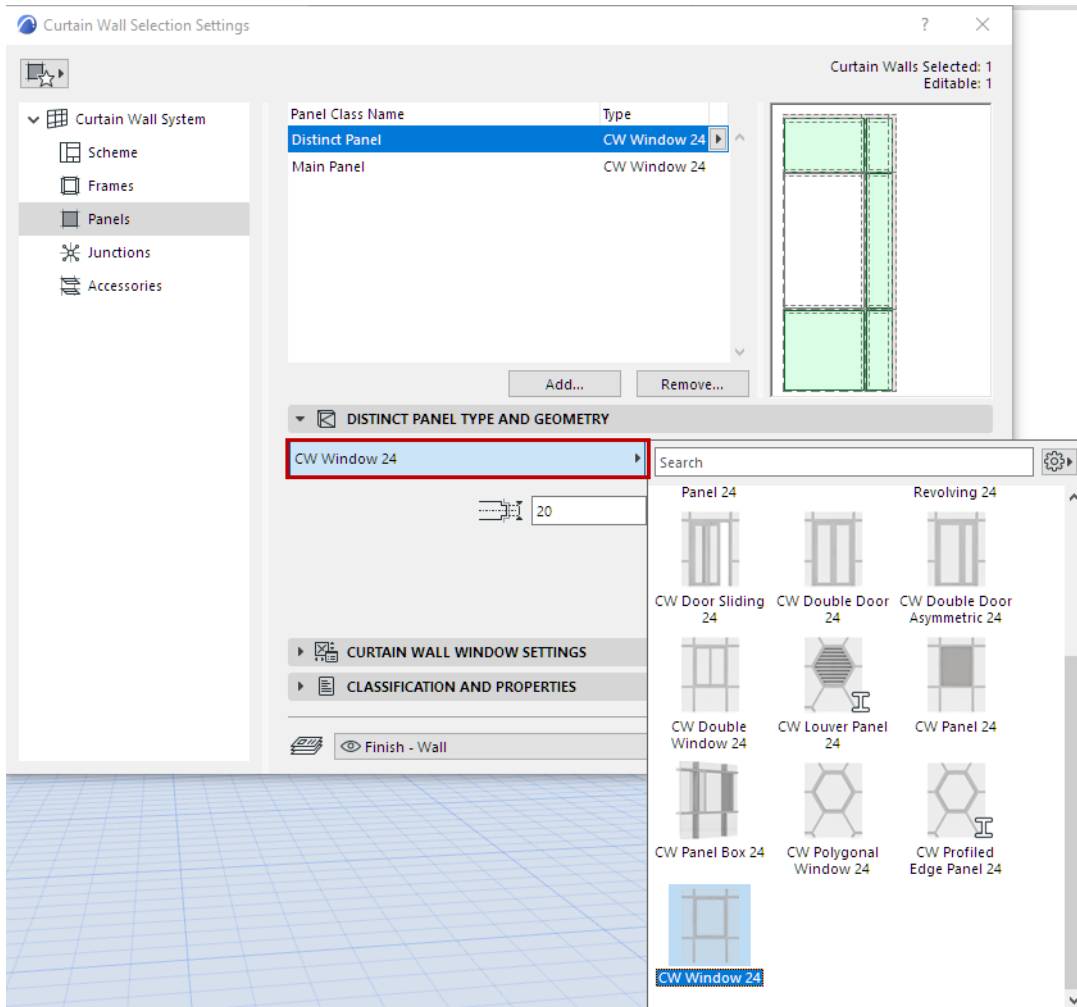 Curtain Wall Selection Settings
?
Curtain Walls Selected: 1
Editable: 1
Curtain Wall System
Scheme
Frames
Panels
Junctions
Accessories
Panel Class Name Type
Distinct Panel CW Window 24
Main Panel CW Window 24
Add... Remove...
DISTINCT PANEL TYPE AND GEOMETRY
CW Window 24
20
CURTAIN WALL WINDOW SETTINGS
CLASSIFICATION AND PROPERTIES
Finish - Wall
Search
Panel 24 Revolving 24
CW Door Sliding CW Double Door CW Double Door
24 24 Asymmetric 24
CW Double CW Louver Panel CW Panel 24
Window 24 24
CW Panel Box 24 CW Polygonal CW Profiled
Window 24 Edge Panel 24
CW Window 24